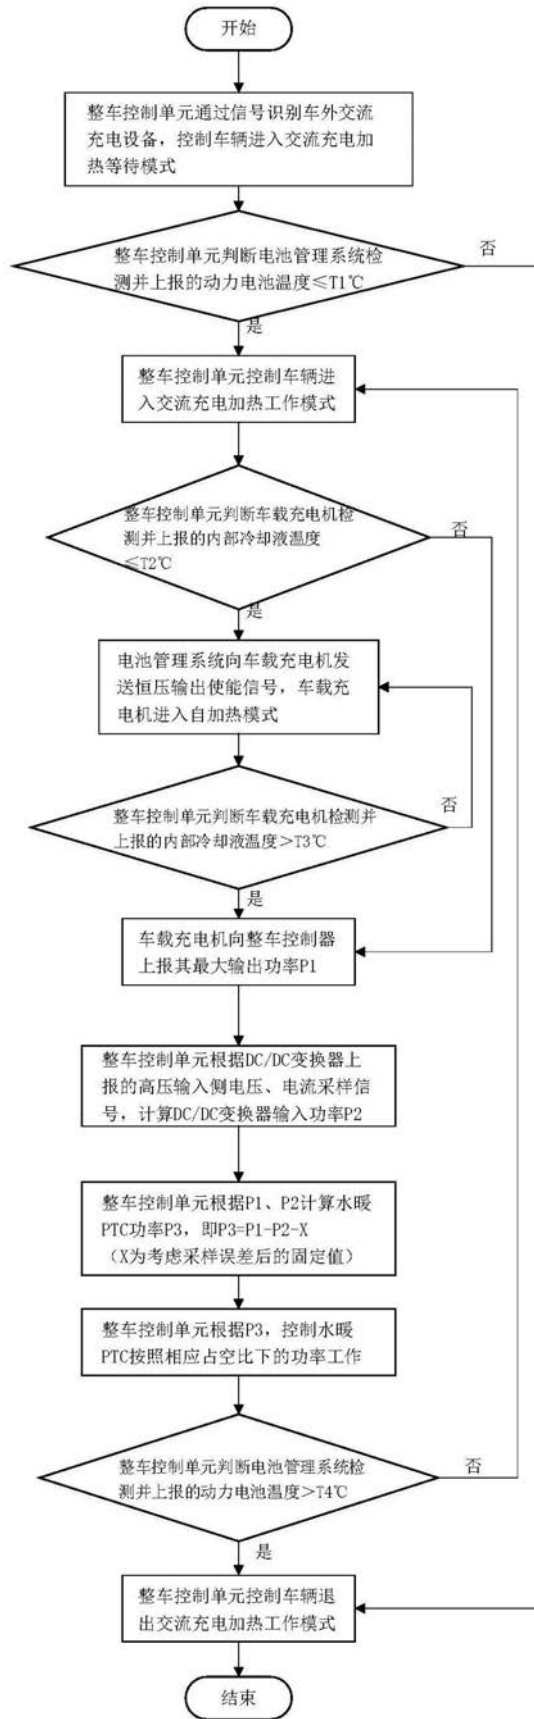 开始
整车控制单元通过信号识别车外交流
充电设备，控制车辆进入交流充电加
热等待模式
整车控制单元判断电池管理系统检
测并上报的动力电池温度≤T1℃
否
是
整车控制单元控制车辆进
入交流充电加热工作模式
整车控制单元判断车载充电机检
测并上报的内部冷却液温度
≤T2℃
否
是
电池管理系统向车载充电机发
送恒压输出使能信号，车载充
电机进入自加热模式
整车控制单元判断车载充电机检测并
上报的内部冷却液温度>T3℃
否
是
车载充电机向整车控制器
上报其最大输出功率P1
整车控制单元根据DC/DC变换器上
报的高压输入侧电压、电流采样信
号，计算DC/DC变换器输入功率P2
整车控制单元根据P1、P2计算水暖
PTC功率P3，即P3=P1-P2-X
（X为考虑采样误差后的固定值）
整车控制单元根据P3，控制水暖
PTC按照相应占空比下的功率工作
整车控制单元判断电池管理系统检
测并上报的动力电池温度>T4℃
否
是
整车控制单元控制车辆退
出交流充电加热工作模式
结束